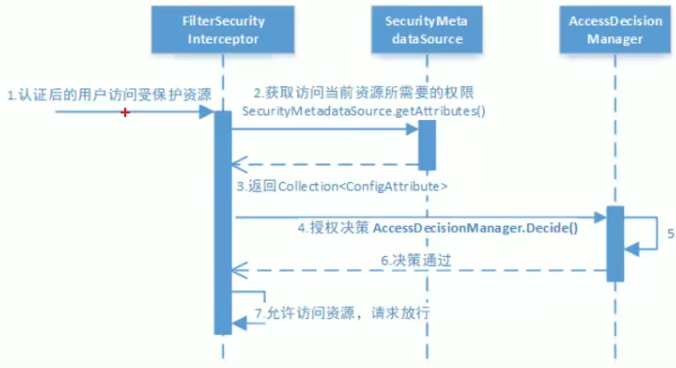 FilterSecurity
Interceptor
SecurityMeta
dataSource
AccessDecision
Manager
1.认证后的用户访问受保护资源
2.获取访问当前资源所需要的权限
SecurityMetadataSource.getAttributes()
3.返回Collection<ConfigAttribute>
4.授权决策 AccessDecisionManager.Decide()
5.
6.决策通过
7.允许访问资源，请求放行